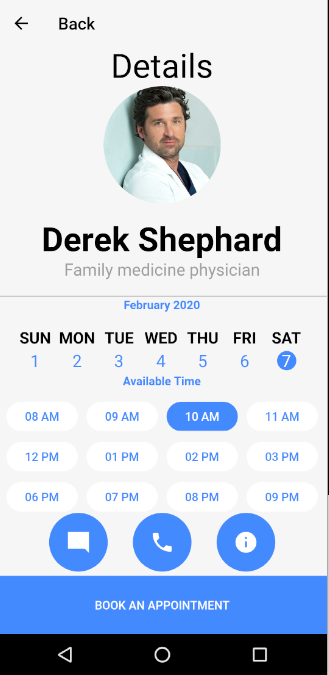 Back
Details
Derek Shephard
Family medicine physician
February 2020
SUN MON TUE WED THU FRI SAT
1 2 3 4 5 6 7
Available Time
08 AM 09 AM 10 AM 11 AM
12 PM 01 PM 02 PM 03 PM
06 PM 07 PM 08 PM 09 PM
BOOK AN APPOINTMENT